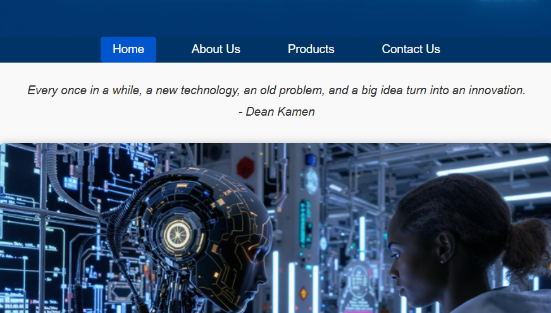 Home About Us Products Contact Us
Every once in a while, a new technology, an old problem, and a big idea turn into an innovation.
- Dean Kamen